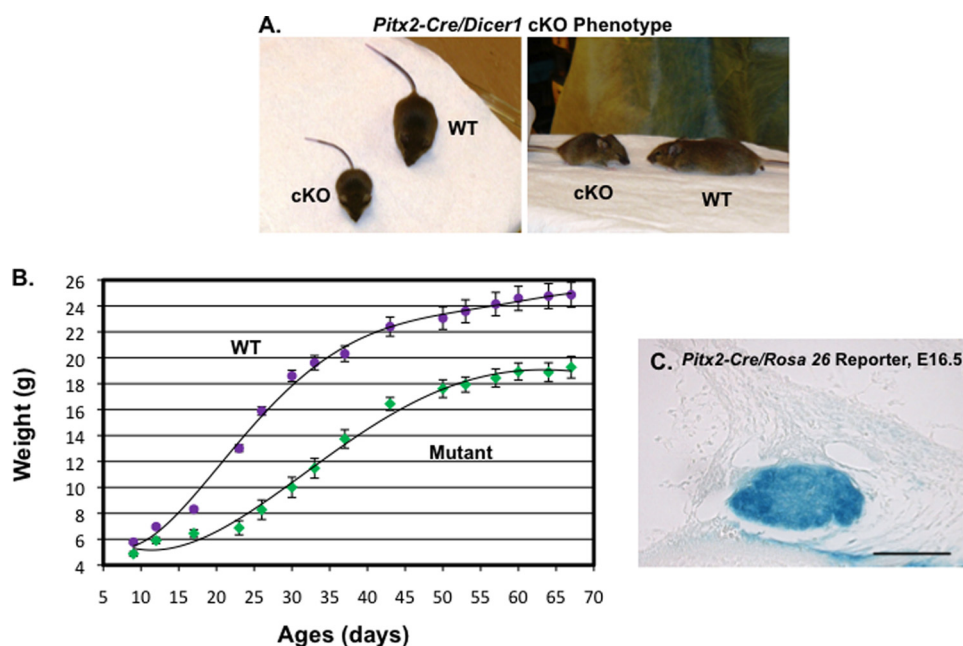 A. Pitx2-Cre/Dicer1 cKO Phenotype
WT
cKO
cKO
WT
B.
26
24
22
20
18
16
14
12
10
8
6
4
Weight (g)
WT
Mutant
5 10 15 20 25 30 35 40 45 50 55 60 65 70
Ages (days)
C. Pitx2-Cre/Rosa 26 Reporter, E16.5